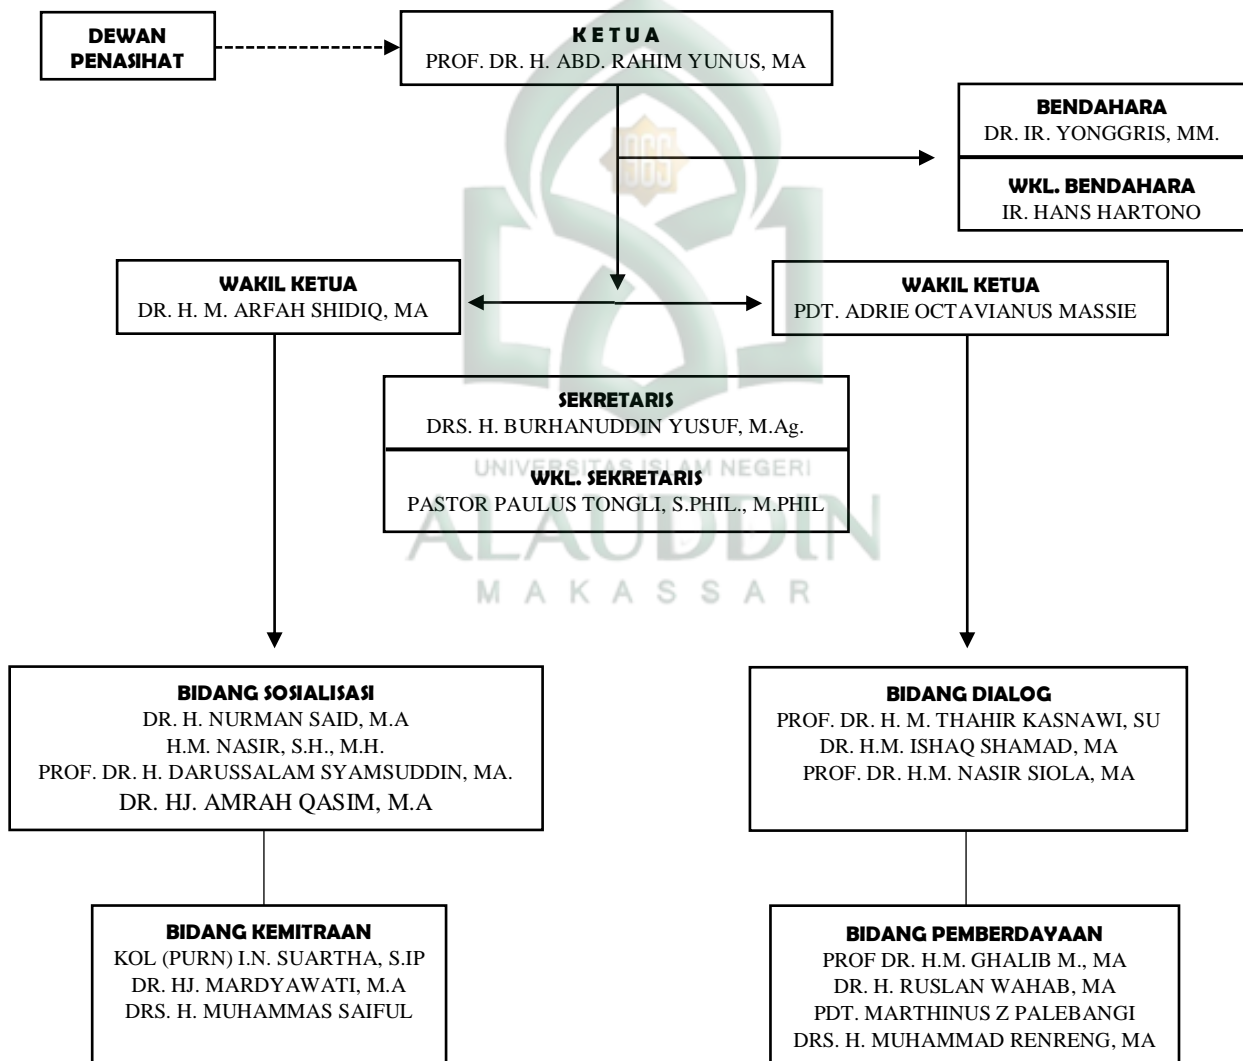 DEWAN
PENASIHAT
K E T U A
PROF. DR. H. ABD. RAHIM YUNUS, MA
BENDAHARA
DR. IR. YONGGRIS, MM.
WKL. BENDAHARA
IR. HANS HARTONO
WAKIL KETUA
DR. H. M. ARFAH SHIDIQ, MA
WAKIL KETUA
PDT. ADRIE OCTAVIANUS MASSIE
SEKRETARIS
DRS. H. BURHANUDDIN YUSUF, M.Ag.
UNIVERSITAS ISLAM NEGERI
WKL. SEKRETARIS
PASTOR PAULUS TONGLI, S.PHIL., M.PHIL
ALAUDDIN
M A K A S S A R
BIDANG SOSIALISASI
DR. H. NURMAN SAID, M.A
H.M. NASIR, S.H., M.H.
PROF. DR. H. DARUSSALAM SYAMSUDDIN, MA.
DR. HJ. AMRAH QASIM, M.A
BIDANG DIALOG
PROF. DR. H. M. THAHIR KASNAWI, SU
DR. H.M. ISHAQ SHAMAD, MA
PROF. DR. H.M. NASIR SIOLA, MA
BIDANG KEMITRAAN
KOL (PURN) I.N. SUARTHA, S.IP
DR. HJ. MARDYAWATI, M.A
DRS. H. MUHAMMAS SAIFUL
BIDANG PEMBERDAYAAN
PROF DR. H.M. GHALIB M., MA
DR. H. RUSLAN WAHAB, MA
PDT. MARTHINUS Z PALEBANGI
DRS. H. MUHAMMAD RENRENG, MA